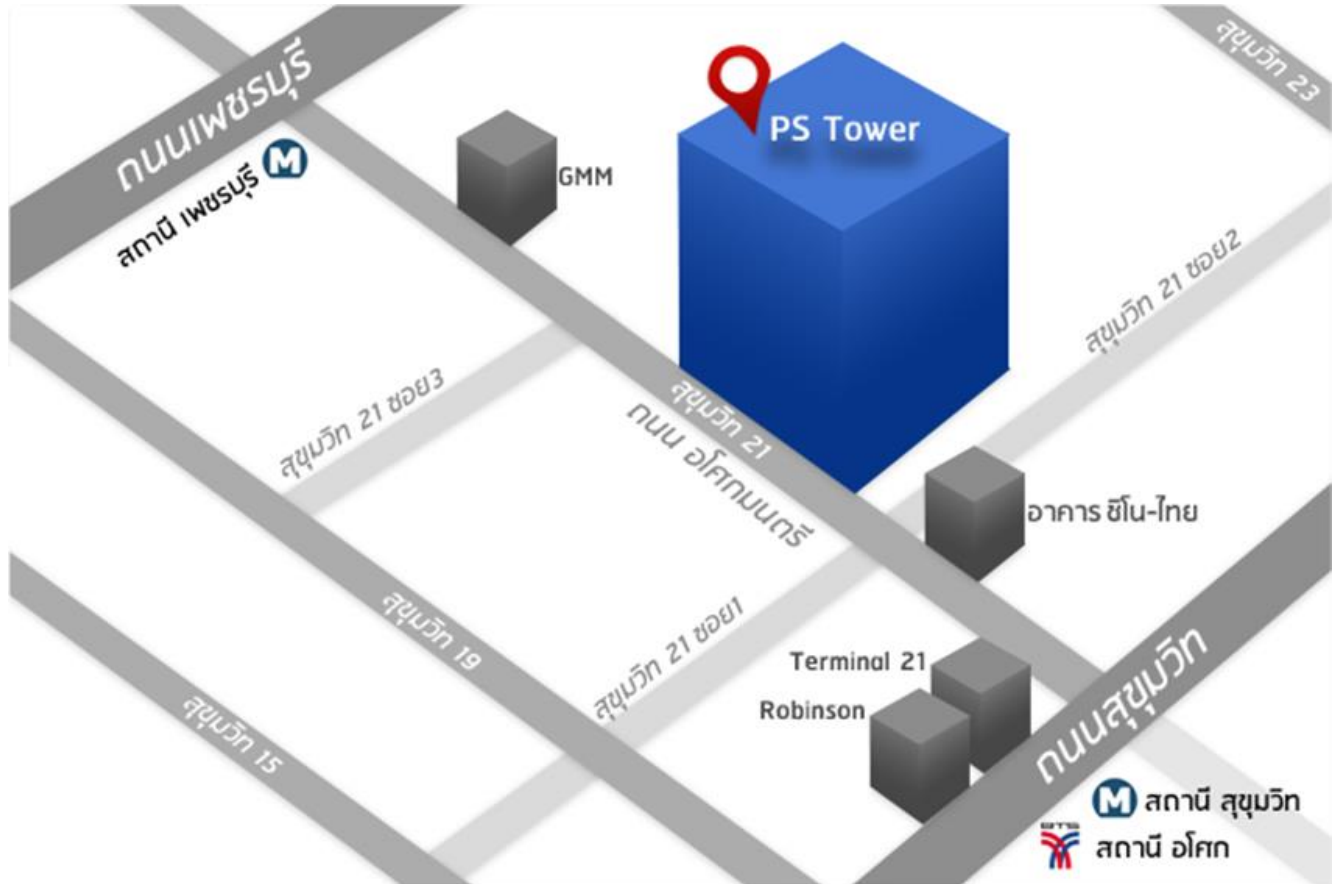 ถนนเพชรบุรี
สถานี เพชรบุรี
M
GMM
PS Tower
สุขุมวิท 23
สุขุมวิท 21 ซอย2
สุขุมวิท 21 ซอย3
สุขุมวิท 21
ถนน อโศกมนตรี
อาคาร ซิโน-ไทย
สุขุมวิท 19
สุขุมวิท 21 ซอย1
สุขุมวิท 15
Terminal 21
Robinson
ถนนสุขุมวิท
M สถานี สุขุมวิท
BTS
สถานี อโศก